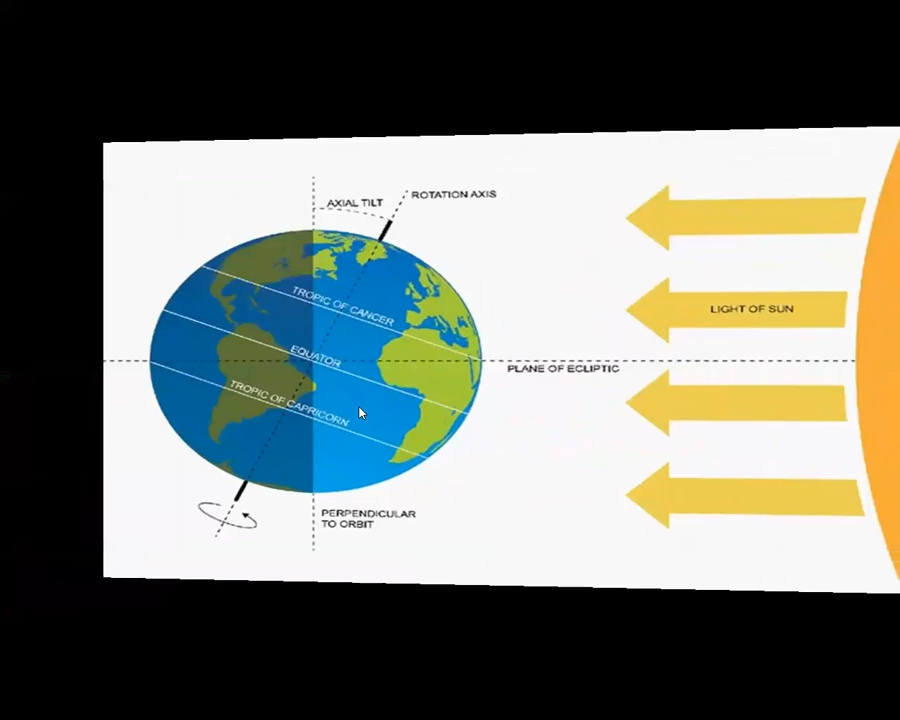 AXIAL TILT
ROTATION AXIS
TROPIC OF CANCER
LIGHT OF SUN
EQUATOR
PLANE OF ECLIPTIC
TROPIC OF CAPRICORN
PERPENDICULAR
TO ORBIT